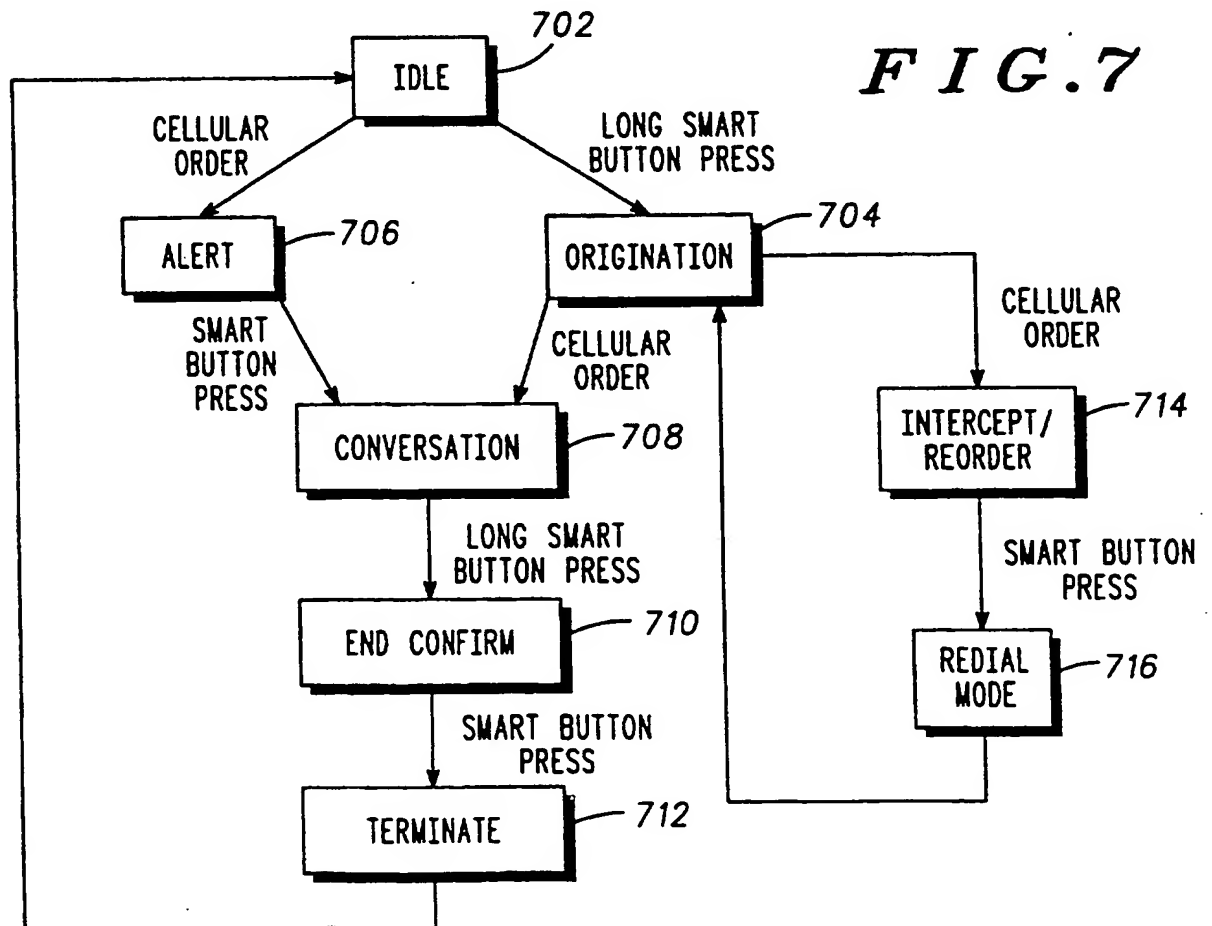 702
FIG.7
IDLE
CELLULAR
ORDER
LONG SMART
BUTTON PRESS
704
706
ALERT
ORIGINATION
CELLULAR
ORDER
SMART
BUTTON
PRESS
CELLULAR
ORDER
714
INTERCEPT/
REORDER
708
CONVERSATION
LONG SMART
BUTTON PRESS
SMART BUTTON
PRESS
710
END CONFIRM
REDIAL
MODE
716
SMART BUTTON
PRESS
712
TERMINATE